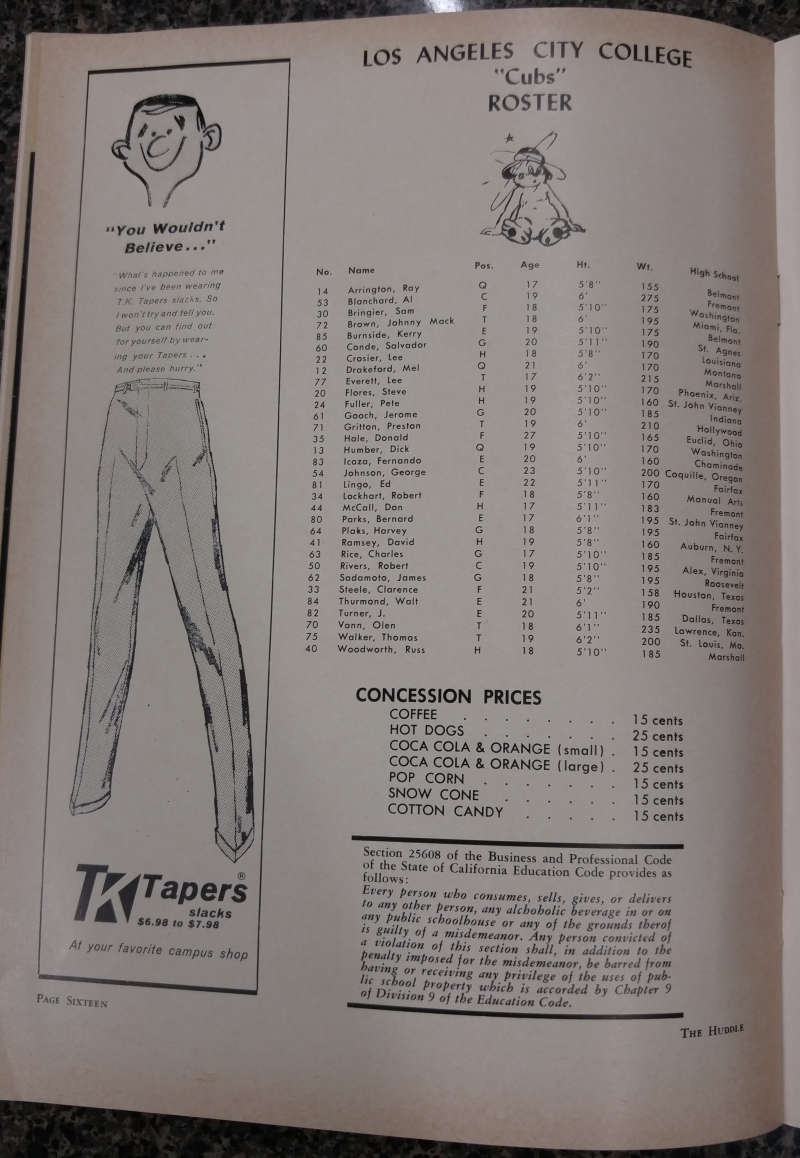 "You Wouldn't
Believe..."
"What's happened to me
since I've been wearing
T.K. Tapers slacks. So
I won't try and tell you.
But you can find out
for yourself by wear-
ing your Tapers . . .
And please hurry."
TK Tapers®
slacks
$6.98 to $7.98
At your favorite campus shop
PAGE SIXTEEN
LOS ANGELES CITY COLLEGE
"Cubs"
ROSTER
No. Name Pos. Age Ht. Wt. High School
14 Arrington, Ray Q 17 5'8" 155 Belmont
53 Blanchard, Al C 19 6' 275 Fremont
30 Bringier, Sam F 18 5'10" 175 Washington
72 Brown, Johnny Mack T 18 6' 195 Miami, Fla.
85 Burnside, Kerry E 19 5'10" 175 Belmont
60 Conde, Salvador G 20 5'11" 190 St. Agnes
22 Crosier, Lee H 18 5'8" 170 Louisiana
12 Drakeford, Mel Q 21 6' 170 Montana
77 Everett, Lee T 17 6'2" 215 Marshall
20 Flores, Steve H 19 5'10" 170 Phoenix, Ariz.
24 Fuller, Pete H 19 5'10" 160 St. John Vianney
61 Gooch, Jerome G 20 5'10" 185 Indiana
71 Gritton, Preston T 19 6' 210 Hollywood
35 Hale, Donald F 27 5'10" 165 Euclid, Ohio
13 Humber, Dick Q 19 5'10" 170 Washington
83 Icaza, Fernando E 20 6' 160 Chaminade
54 Johnson, George C 23 5'10" 200 Coquille, Oregon
81 Lingo, Ed E 22 5'11" 170 Fairfax
34 Lockhart, Robert F 18 5'8" 160 Manual Arts
44 McCall, Don H 17 5'11" 183 Fremont
80 Parks, Bernard E 17 6'1" 195 St. John Vianney
64 Plaks, Harvey G 18 5'8" 195 Fairfax
41 Ramsey, David H 19 5'8" 160 Auburn, N.Y.
63 Rice, Charles G 17 5'10" 185 Fremont
50 Rivers, Robert C 19 5'10" 195 Alex, Virginia
62 Sadamoto, James G 18 5'8" 195 Roosevelt
33 Steele, Clarence F 21 5'2" 158 Houston, Texas
84 Thurmond, Walt E 21 6' 190 Fremont
82 Turner, J. E 20 5'11" 185 Dallas, Texas
70 Vann, Olen T 18 6'1" 235 Lawrence, Kan.
75 Walker, Thomas T 19 6'2" 200 St. Louis, Mo.
40 Woodworth, Russ H 18 5'10" 185 Marshall
CONCESSION PRICES
COFFEE . . . . . . . . 15 cents
HOT DOGS . . . . . . . 25 cents
COCA COLA & ORANGE (small) . 15 cents
COCA COLA & ORANGE (large) . 25 cents
POP CORN . . . . . . . 15 cents
SNOW CONE . . . . . . 15 cents
COTTON CANDY . . . . . 15 cents
Section 25608 of the Business and Professional Code
of the State of California Education Code provides as
follows:
Every person who consumes, sells, gives, or delivers
to any other person, any alchoholic beverage in or on
any public schoolhouse or any of the grounds therof
is guilty of a misdemeanor. Any person convicted of
a violation of this section shall, in addition to the
penalty imposed for the misdemeanor, be barred from
having or receiving any privilege of the uses of pub-
lic school property which is accorded by Chapter 9
of Division 9 of the Education Code.
THE HUDDLE